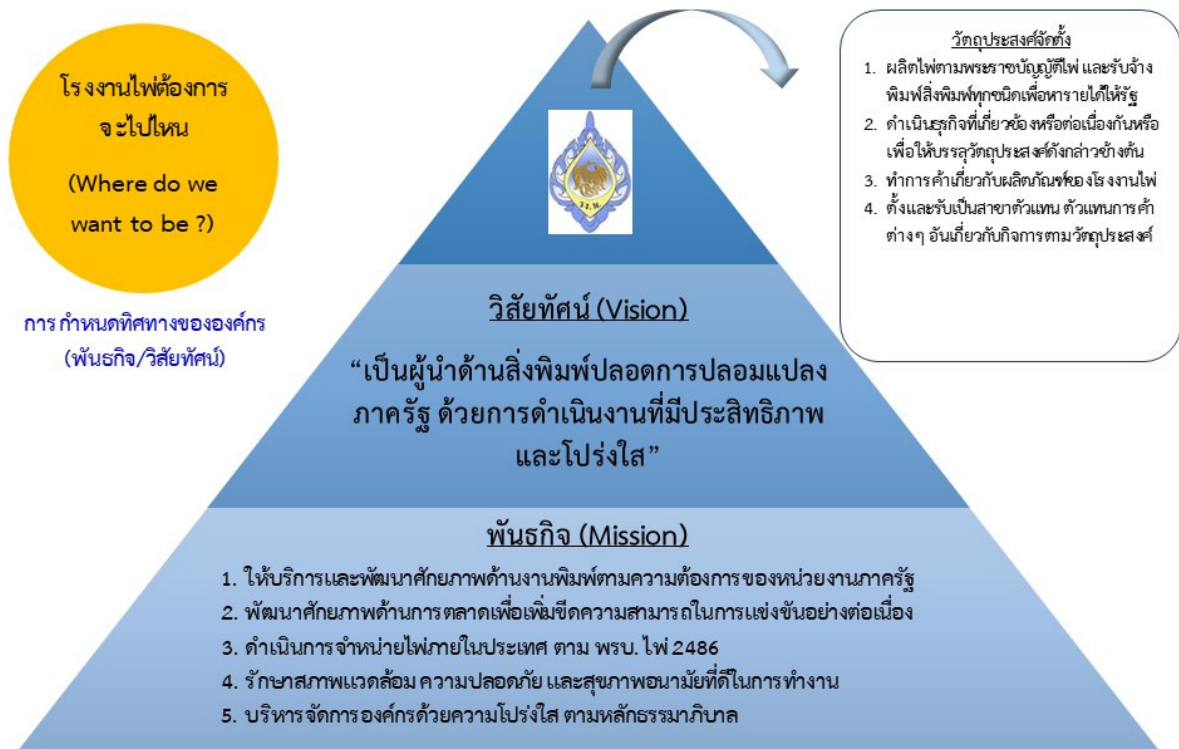 โรงงานไพ่ต้องการ
จะไปไหน
(Where do we
want to be ?)
การกำหนดทิศทางขององค์กร
(พันธกิจ/วิสัยทัศน์)
วัตถุประสงค์จัดตั้ง
1. ผลิตไพ่ตามพระราชบัญญัติไพ่ และรับจ้าง
พิมพ์สิ่งพิมพ์ทุกชนิดเพื่อหารายได้ให้รัฐ
2. ดำเนินธุรกิจที่เกี่ยวข้องหรือต่อเนื่องกันหรือ
เพื่อให้บรรลุวัตถุประสงค์ดังกล่าวข้างต้น
3. ทำการค้าเกี่ยวกับผลิตภัณฑ์ของโรงงานไพ่
4. ตั้งและรับเป็นสาขาตัวแทน ตัวแทนการค้า
ต่างๆ อันเกี่ยวกับกิจการตามวัตถุประสงค์
วิสัยทัศน์ (Vision)
“เป็นผู้นำด้านสิ่งพิมพ์ปลอดการปลอมแปลง
ภาครัฐ ด้วยการดำเนินงานที่มีประสิทธิภาพ
และโปร่งใส”
พันธกิจ (Mission)
1. ให้บริการและพัฒนาศักยภาพด้านงานพิมพ์ตามความต้องการของหน่วยงานภาครัฐ
2. พัฒนาศักยภาพด้านการตลาดเพื่อเพิ่มขีดความสามารถในการแข่งขันอย่างต่อเนื่อง
3. ดำเนินการจำหน่ายไพ่ภายในประเทศ ตาม พรบ. ไพ่ 2486
4. รักษาสภาพแวดล้อม ความปลอดภัย และสุขภาพอนามัยที่ดีในการทำงาน
5. บริหารจัดการองค์กรด้วยความโปร่งใส ตามหลักธรรมาภิบาล